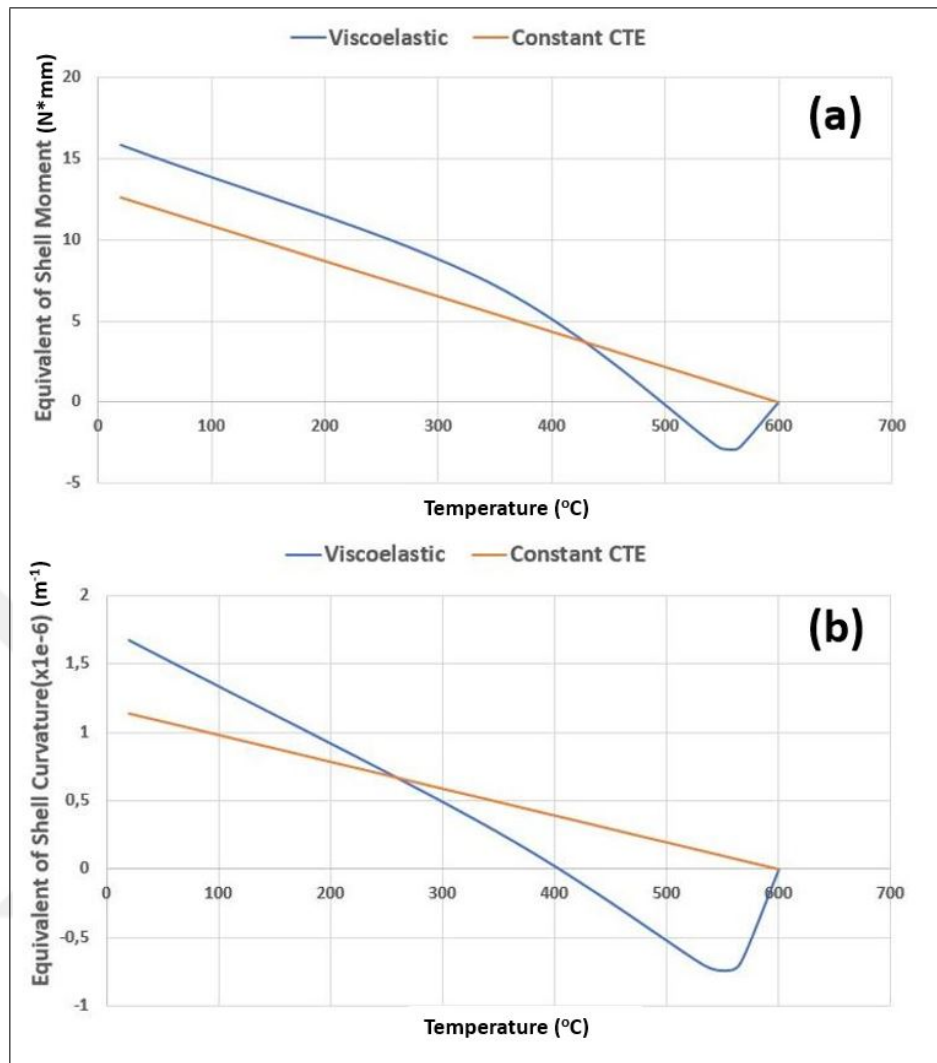 Viscoelastic Constant CTE
(a)
Equivalent of Shell Moment (N*mm)
20
15
10
5
0
-5
0 100 200 300 400 500 600 700
Temperature (°C)
Viscoelastic Constant CTE
(b)
Equivalent of Shell Curvature(x1e-6) (m⁻¹)
2
1,5
1
0,5
0
-0,5
-1
0 100 200 300 400 500 600 700
Temperature (°C)